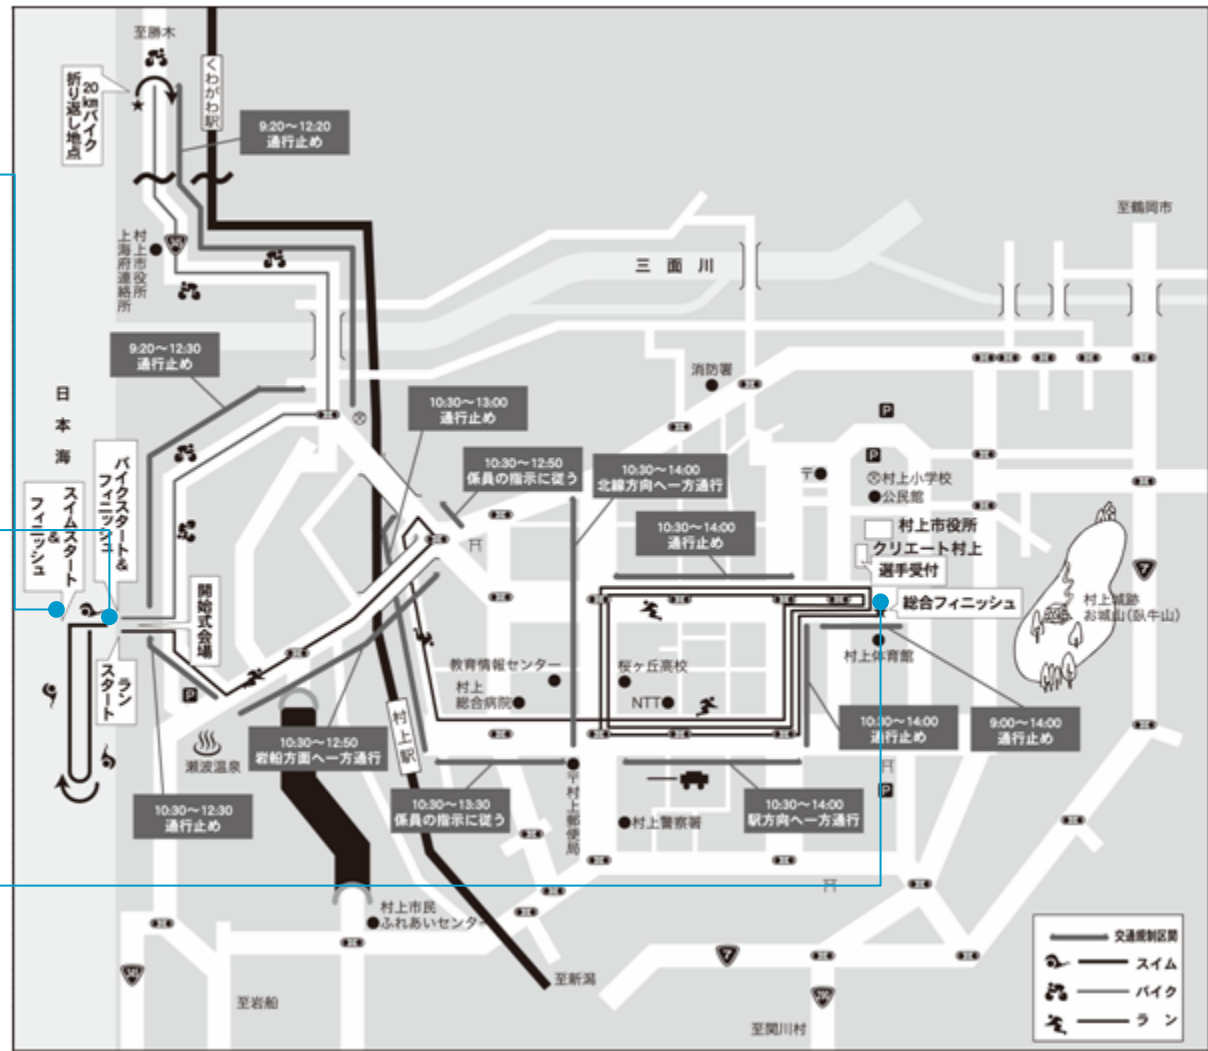 至勝木
くわがわ駅
20kmバイク
折り返し地点
9:20〜12:20
通行止め
至鶴岡市
村上市役所
上海府連絡所
345
三面川
9:20〜12:30
通行止め
消防署
日本海
10:30〜13:00
通行止め
バイクスタート&
フィニッシュ
スイムスタート
&
フィニッシュ
10:30〜12:50
係員の指示に従う
10:30〜14:00
北線方向へ一方通行
P
P
村上小学校
公民館
10:30〜14:00
通行止め
村上市役所
クリエート村上
選手受付
7
開始式会場
総合フィニッシュ
村上城跡
お城山(臥牛山)
村上体育館
教育情報センター
桜ヶ丘高校
村上
総合病院
NTT
ラン
スタート
P
村上駅
10:30〜12:50
岩船方面へ一方通行
10:30〜14:00
通行止め
9:00〜14:00
通行止め
瀬波温泉
10:30〜12:30
通行止め
10:30〜13:30
係員の指示に従う
村上郵便局
10:30〜14:00
駅方向へ一方通行
P
村上警察署
村上市民
ふれあいセンター
345
7
290
至新潟
至岩船
至関川村
交通規制区間
スイム
バイク
ラン